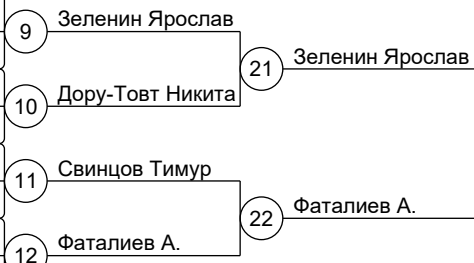 Зеленин Ярослав
9
21
Зеленин Ярослав
Дору-Товт Никита
10
Свинцов Тимур
11
22
Фаталиев А.
Фаталиев А.
12